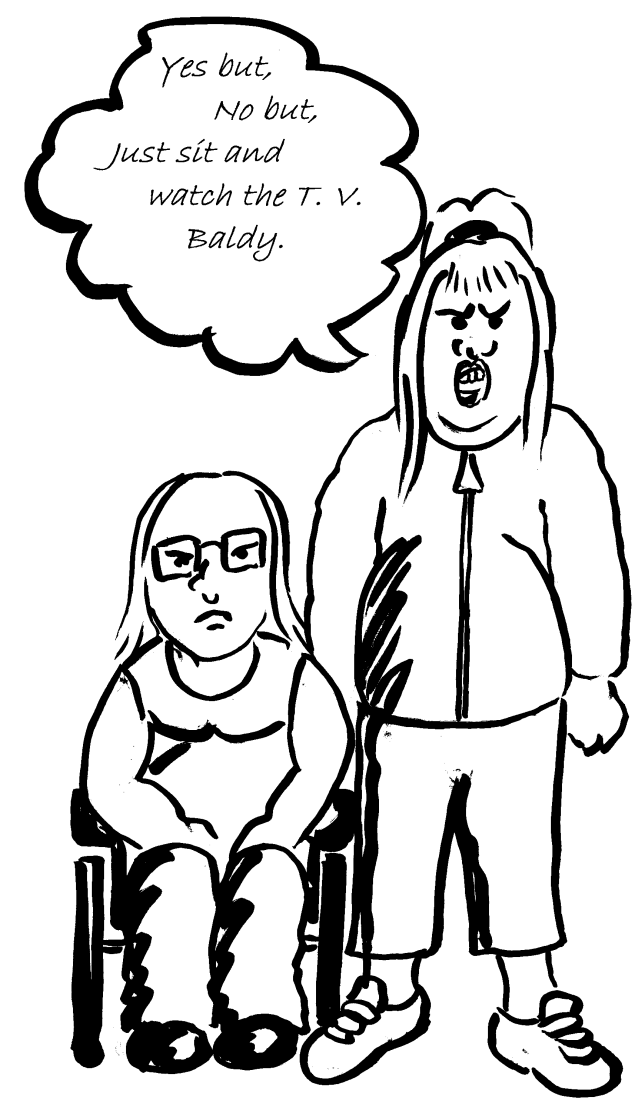 Yes but,
No but,
Just sit and
watch the T. V.
Baldy.